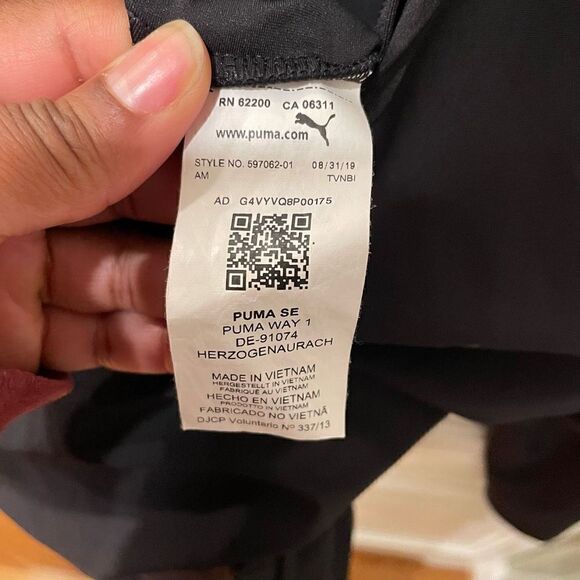 RN 62200 CA 06311
www.puma.com
STYLE NO. 597062-01 08/31/19
AM TVNBI
AD G4VYVQ8P00175
PUMA SE
PUMA WAY 1
DE-91074
HERZOGENAURACH
MADE IN VIETNAM
HERGESTELLT IN VIETNAM
FABRIQUÉ AU VIETNAM
HECHO EN VIETNAM
PRODOTTO IN VIETNAM
FABRICADO NO VIETNÃ
DJCP Voluntario Nº 337/13